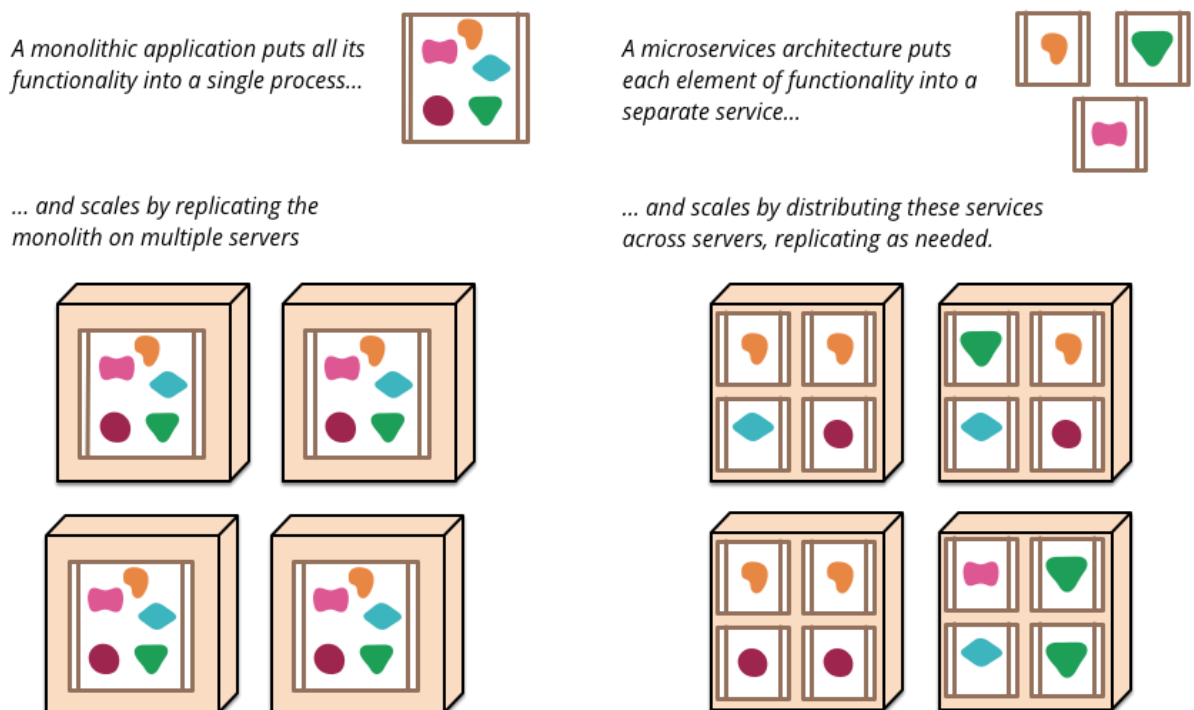 A monolithic application puts all its
functionality into a single process...
... and scales by replicating the
monolith on multiple servers
A microservices architecture puts
each element of functionality into a
separate service...
... and scales by distributing these services
across servers, replicating as needed.